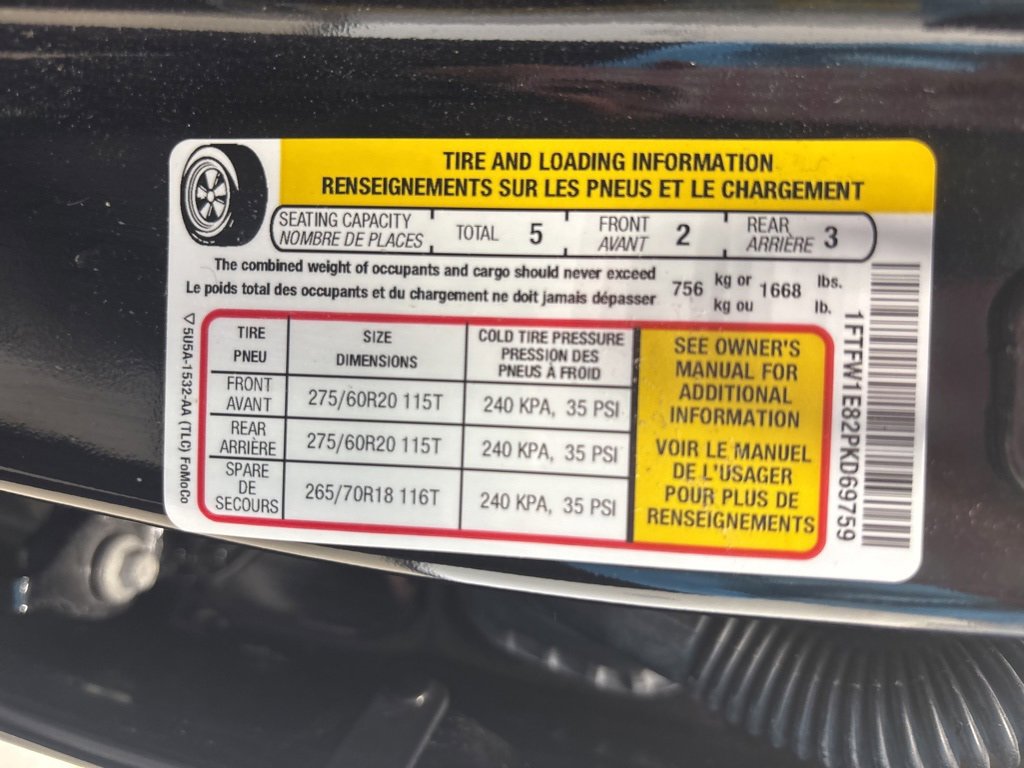 TIRE AND LOADING INFORMATION
RENSEIGNEMENTS SUR LES PNEUS ET LE CHARGEMENT
SEATING CAPACITY TOTAL 5 FRONT 2 REAR 3
NOMBRE DE PLACES AVANT ARRIÈRE
The combined weight of occupants and cargo should never exceed 756 kg or 1668 lbs.
Le poids total des occupants et du chargement ne doit jamais dépasser kg ou lb.
TIRE SIZE COLD TIRE PRESSURE
PNEU DIMENSIONS PRESSION DES
PNEUS À FROID
FRONT
AVANT 275/60R20 115T 240 KPA, 35 PSI
REAR
ARRIÈRE 275/60R20 115T 240 KPA, 35 PSI
SPARE
DE
SECOURS 265/70R18 116T 240 KPA, 35 PSI
SEE OWNER'S
MANUAL FOR
ADDITIONAL
INFORMATION
VOIR LE MANUEL
DE L'USAGER
POUR PLUS DE
RENSEIGNEMENTS
5U5A-1532-AA (TLC) FoMoCo
1FTFW1E82PKD69759